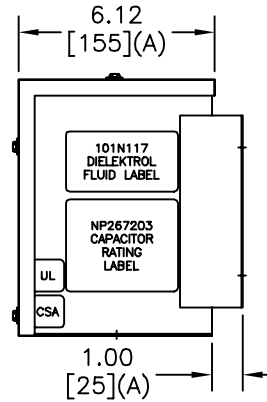 6.12
[155](A)
101N117
DIELEKTROL
FLUID LABEL
NP267203
CAPACITOR
RATING
LABEL
UL
CSA
1.00
[25](A)